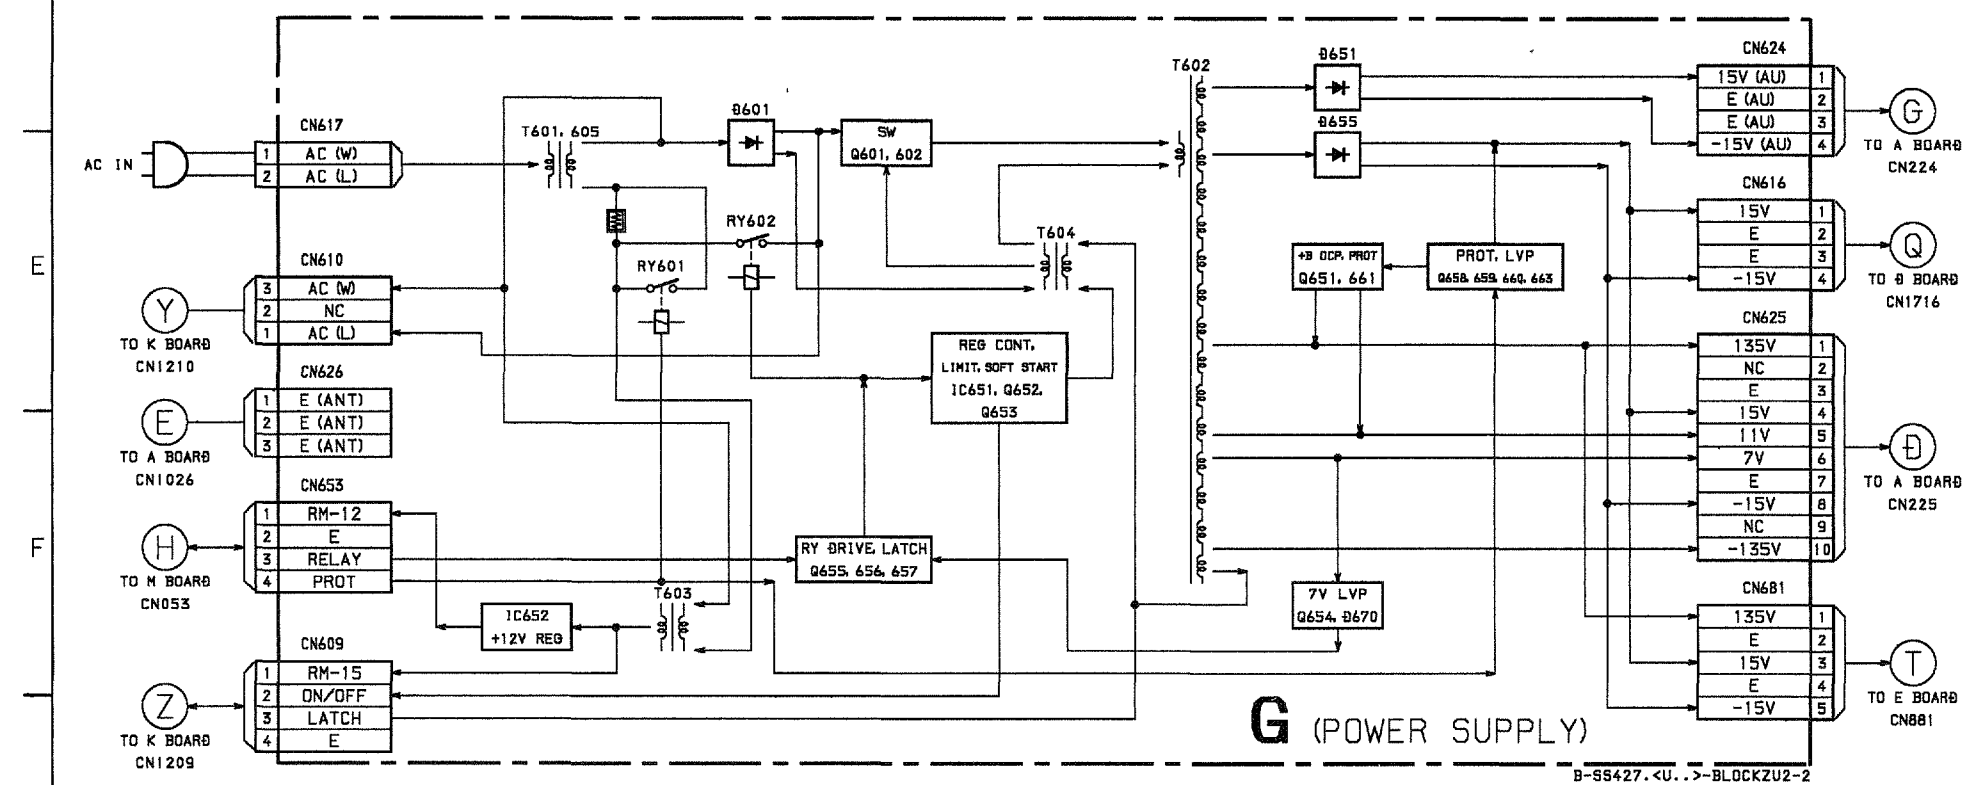 CN617
1 AC (W)
2 AC (L)
AC IN
CN610
3 AC (W)
2 NC
1 AC (L)
Y
TO K BOARD
CN1210
CN626
1 E (ANT)
2 E (ANT)
3 E (ANT)
E
TO A BOARD
CN1026
CN653
1 RM-12
2 E
3 RELAY
4 PROT
H
TO M BOARD
CN053
CN609
1 RM-15
2 ON/OFF
3 LATCH
4 E
Z
TO K BOARD
CN1209
E
F
T601, 605
D601
SW
Q601, 602
RY602
RY601
T604
REG CONT,
LIMIT, SOFT START
IC651, Q652,
Q653
RY DRIVE, LATCH
Q655, 656, 657
T603
IC652
+12V REG
T602
D651
D655
+B OCP, PROT
Q651, 661
PROT, LVP
Q658, 659, 660, 663
7V LVP
Q654, D670
CN624
15V (AU) 1
E (AU) 2
E (AU) 3
-15V (AU) 4
G
TO A BOARD
CN224
CN616
15V 1
E 2
E 3
-15V 4
Q
TO D BOARD
CN1716
CN625
135V 1
NC 2
E 3
15V 4
11V 5
7V 6
E 7
-15V 8
NC 9
-135V 10
D
TO A BOARD
CN225
CN681
135V 1
E 2
15V 3
E 4
-15V 5
T
TO E BOARD
CN881
G (POWER SUPPLY)
B-SS427.<U..>-BLOCKZU2-2